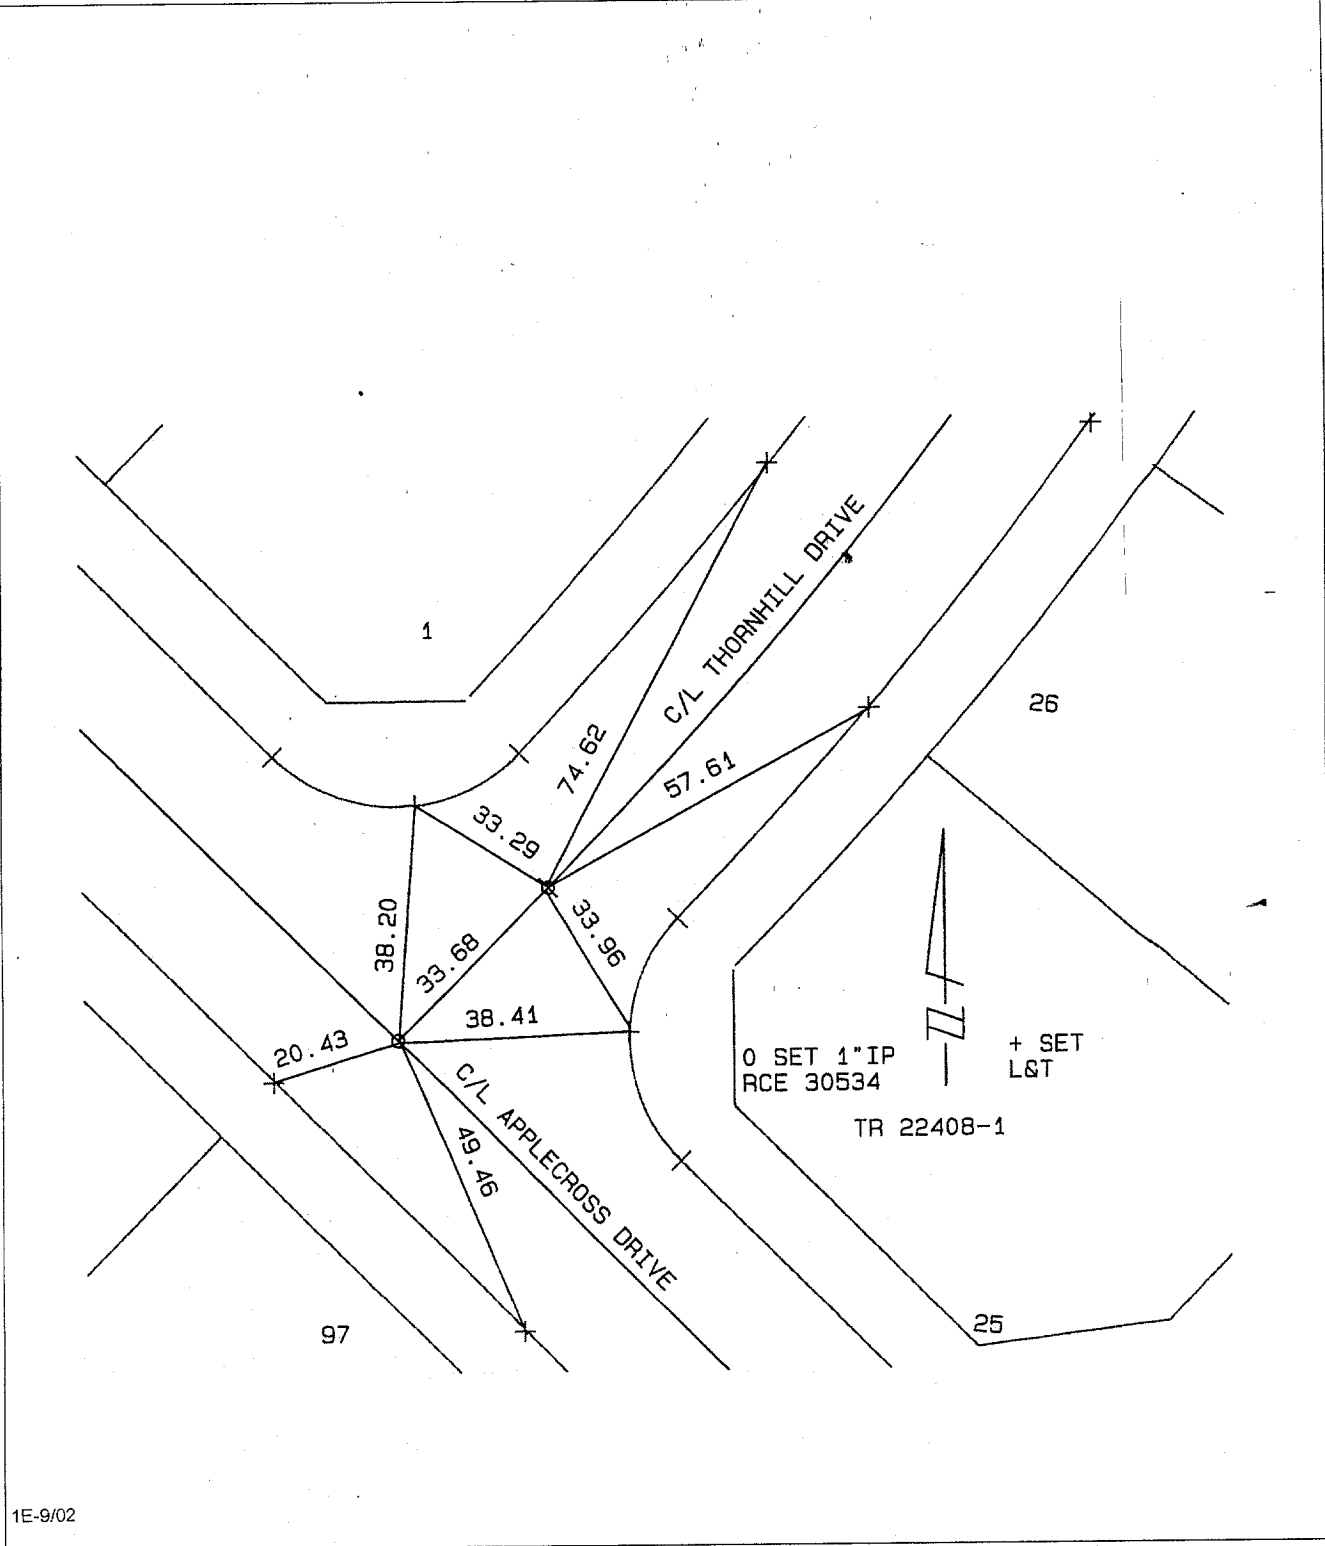 1
C/L THORNHILL DRIVE
26
74.62
57.61
33.29
38.20
33.68
33.96
38.41
20.43
C/L APPLECROSS DRIVE
49.46
0 SET 1"IP
RCE 30534
+ SET
L&T
TR 22408-1
N
97
25
1E-9/02